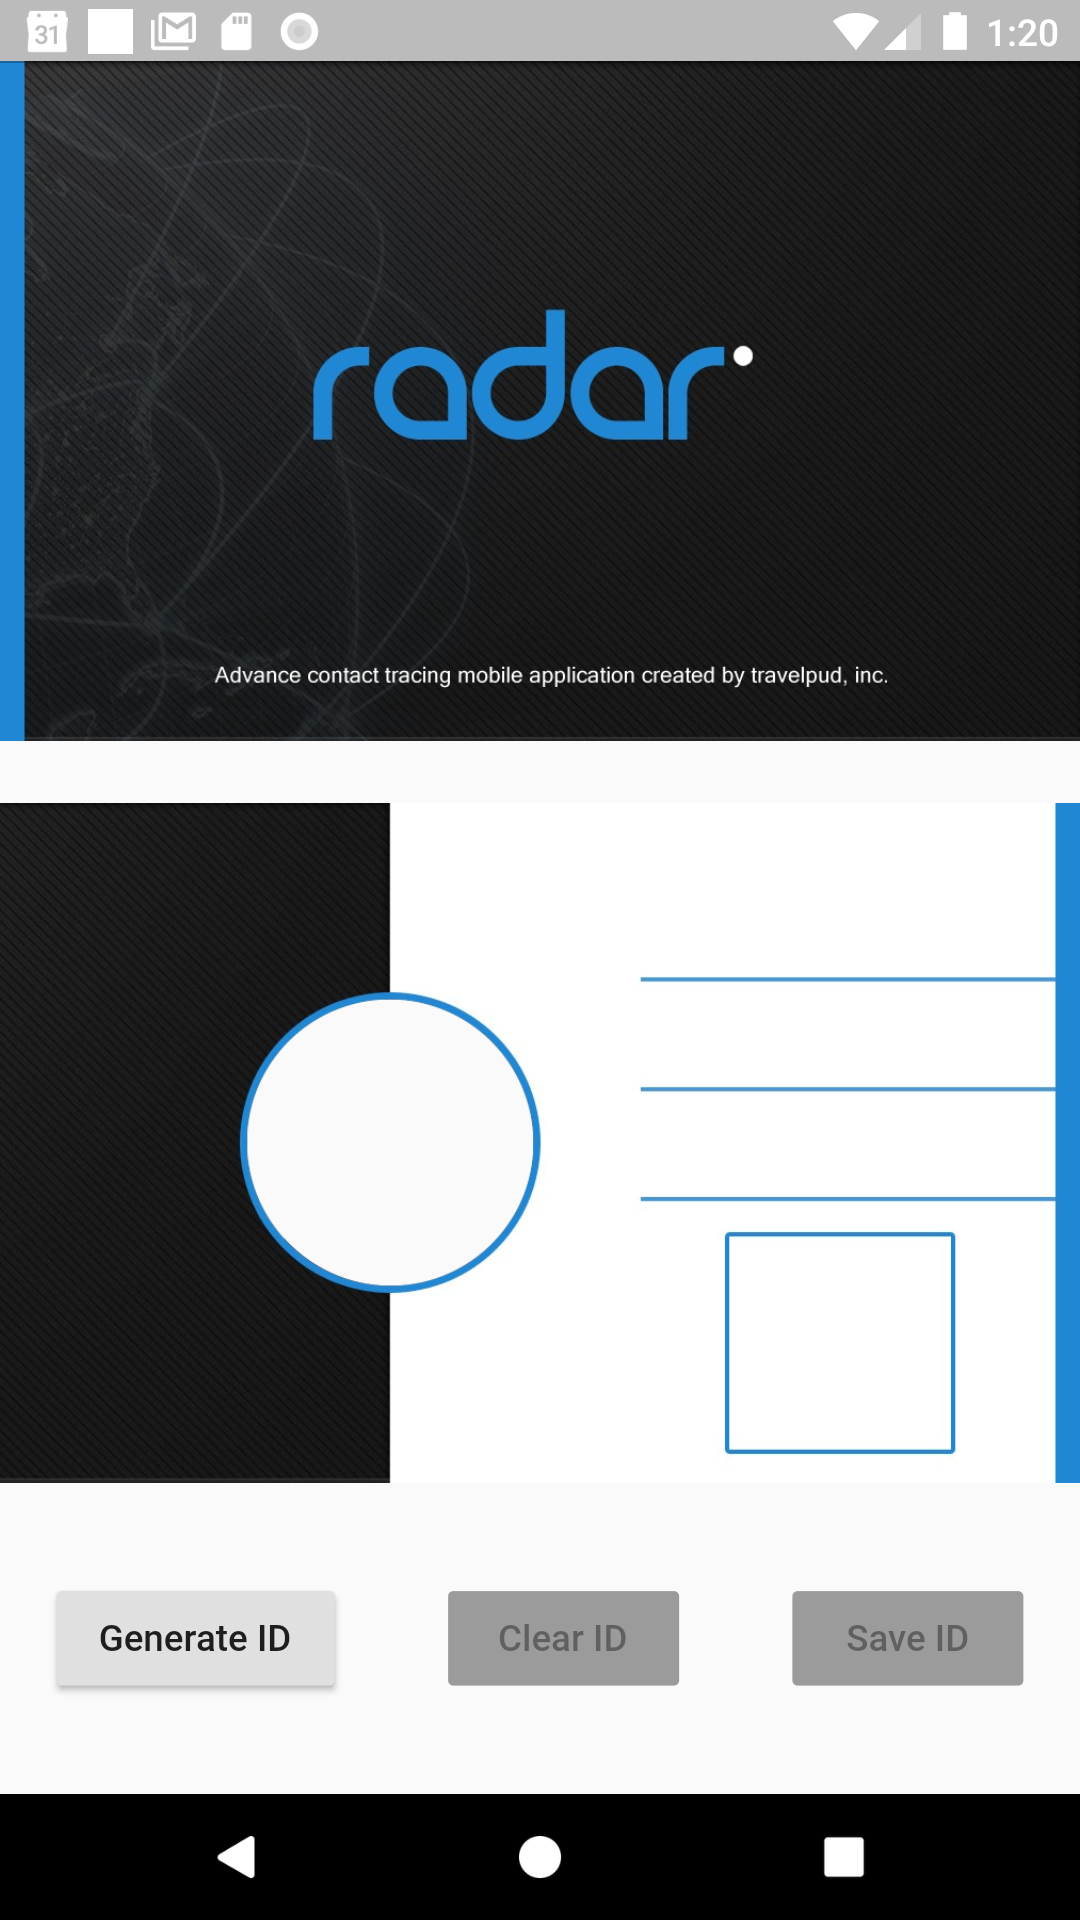 31
1:20
radar
Advance contact tracing mobile application created by travelpud, inc.
Generate ID
Clear ID
Save ID